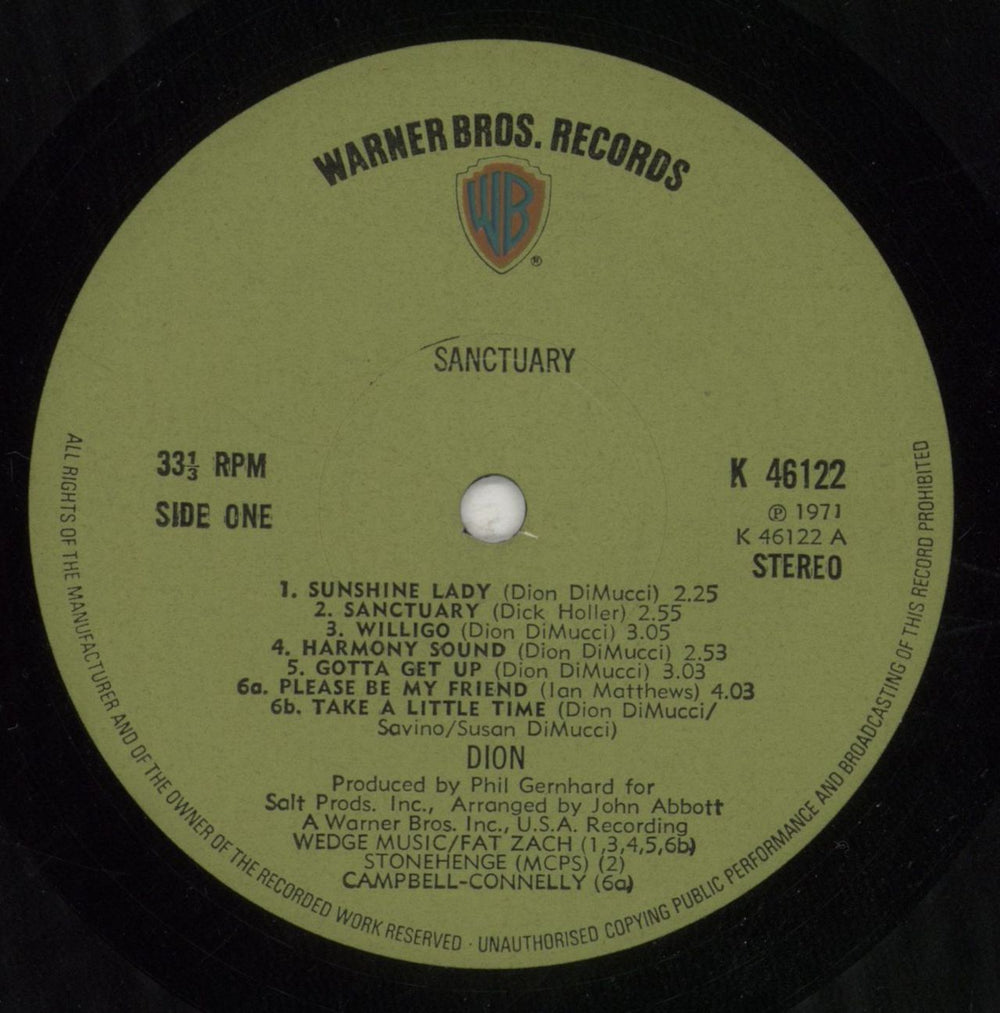 WARNER BROS. RECORDS
WB
®
SANCTUARY
33⅓ RPM
SIDE ONE
K 46122
℗ 1971
K 46122 A
STEREO
1. SUNSHINE LADY (Dion DiMucci) 2.25
2. SANCTUARY (Dick Holler) 2.55
3. WILLIGO (Dion DiMucci) 3.05
4. HARMONY SOUND (Dion DiMucci) 2.53
5. GOTTA GET UP (Dion DiMucci) 3.03
6a. PLEASE BE MY FRIEND (Ian Matthews) 4.03
6b. TAKE A LITTLE TIME (Dion DiMucci/
Savino/Susan DiMucci)
DION
Produced by Phil Gernhard for
Salt Prods. Inc., Arranged by John Abbott
A Warner Bros. Inc., U.S.A. Recording
WEDGE MUSIC/FAT ZACH (1,3,4,5,6b)
STONEHENGE (MCPS) (2)
CAMPBELL-CONNELLY (6a)
ALL RIGHTS OF THE MANUFACTURER AND OF THE OWNER OF THE RECORDED WORK RESERVED · UNAUTHORISED COPYING PUBLIC PERFORMANCE AND BROADCASTING OF THIS RECORD PROHIBITED